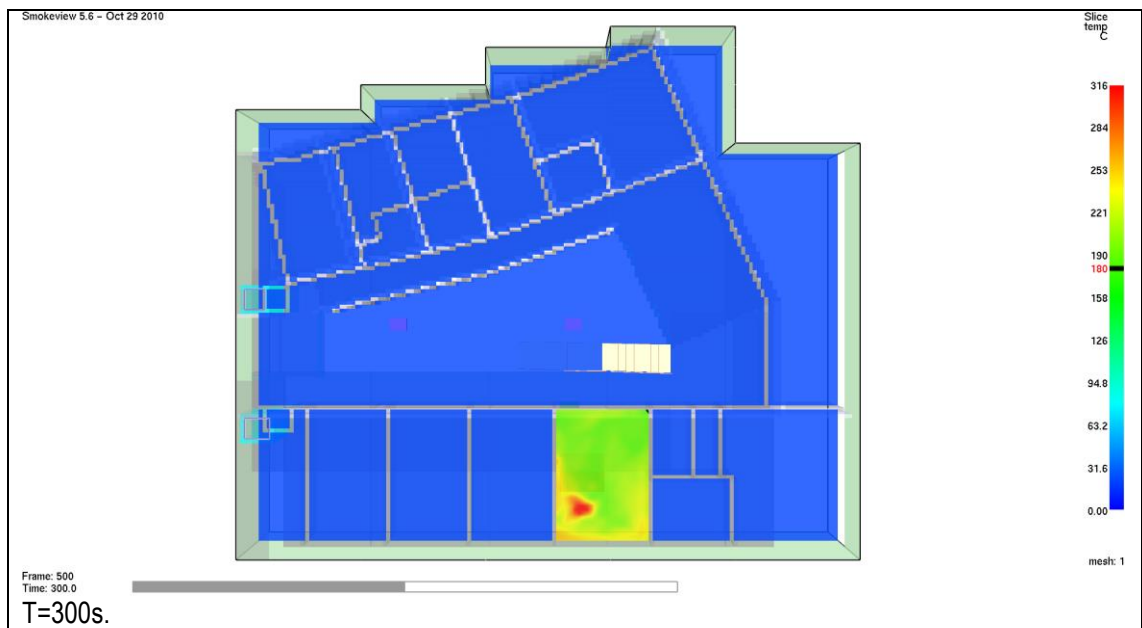 Smokeview 5.6 – Oct 29 2010
Slice
temp
C
316
284
253
221
190
180
158
126
94.8
63.2
31.6
0.00
mesh: 1
Frame: 500
Time: 300.0
T=300s.